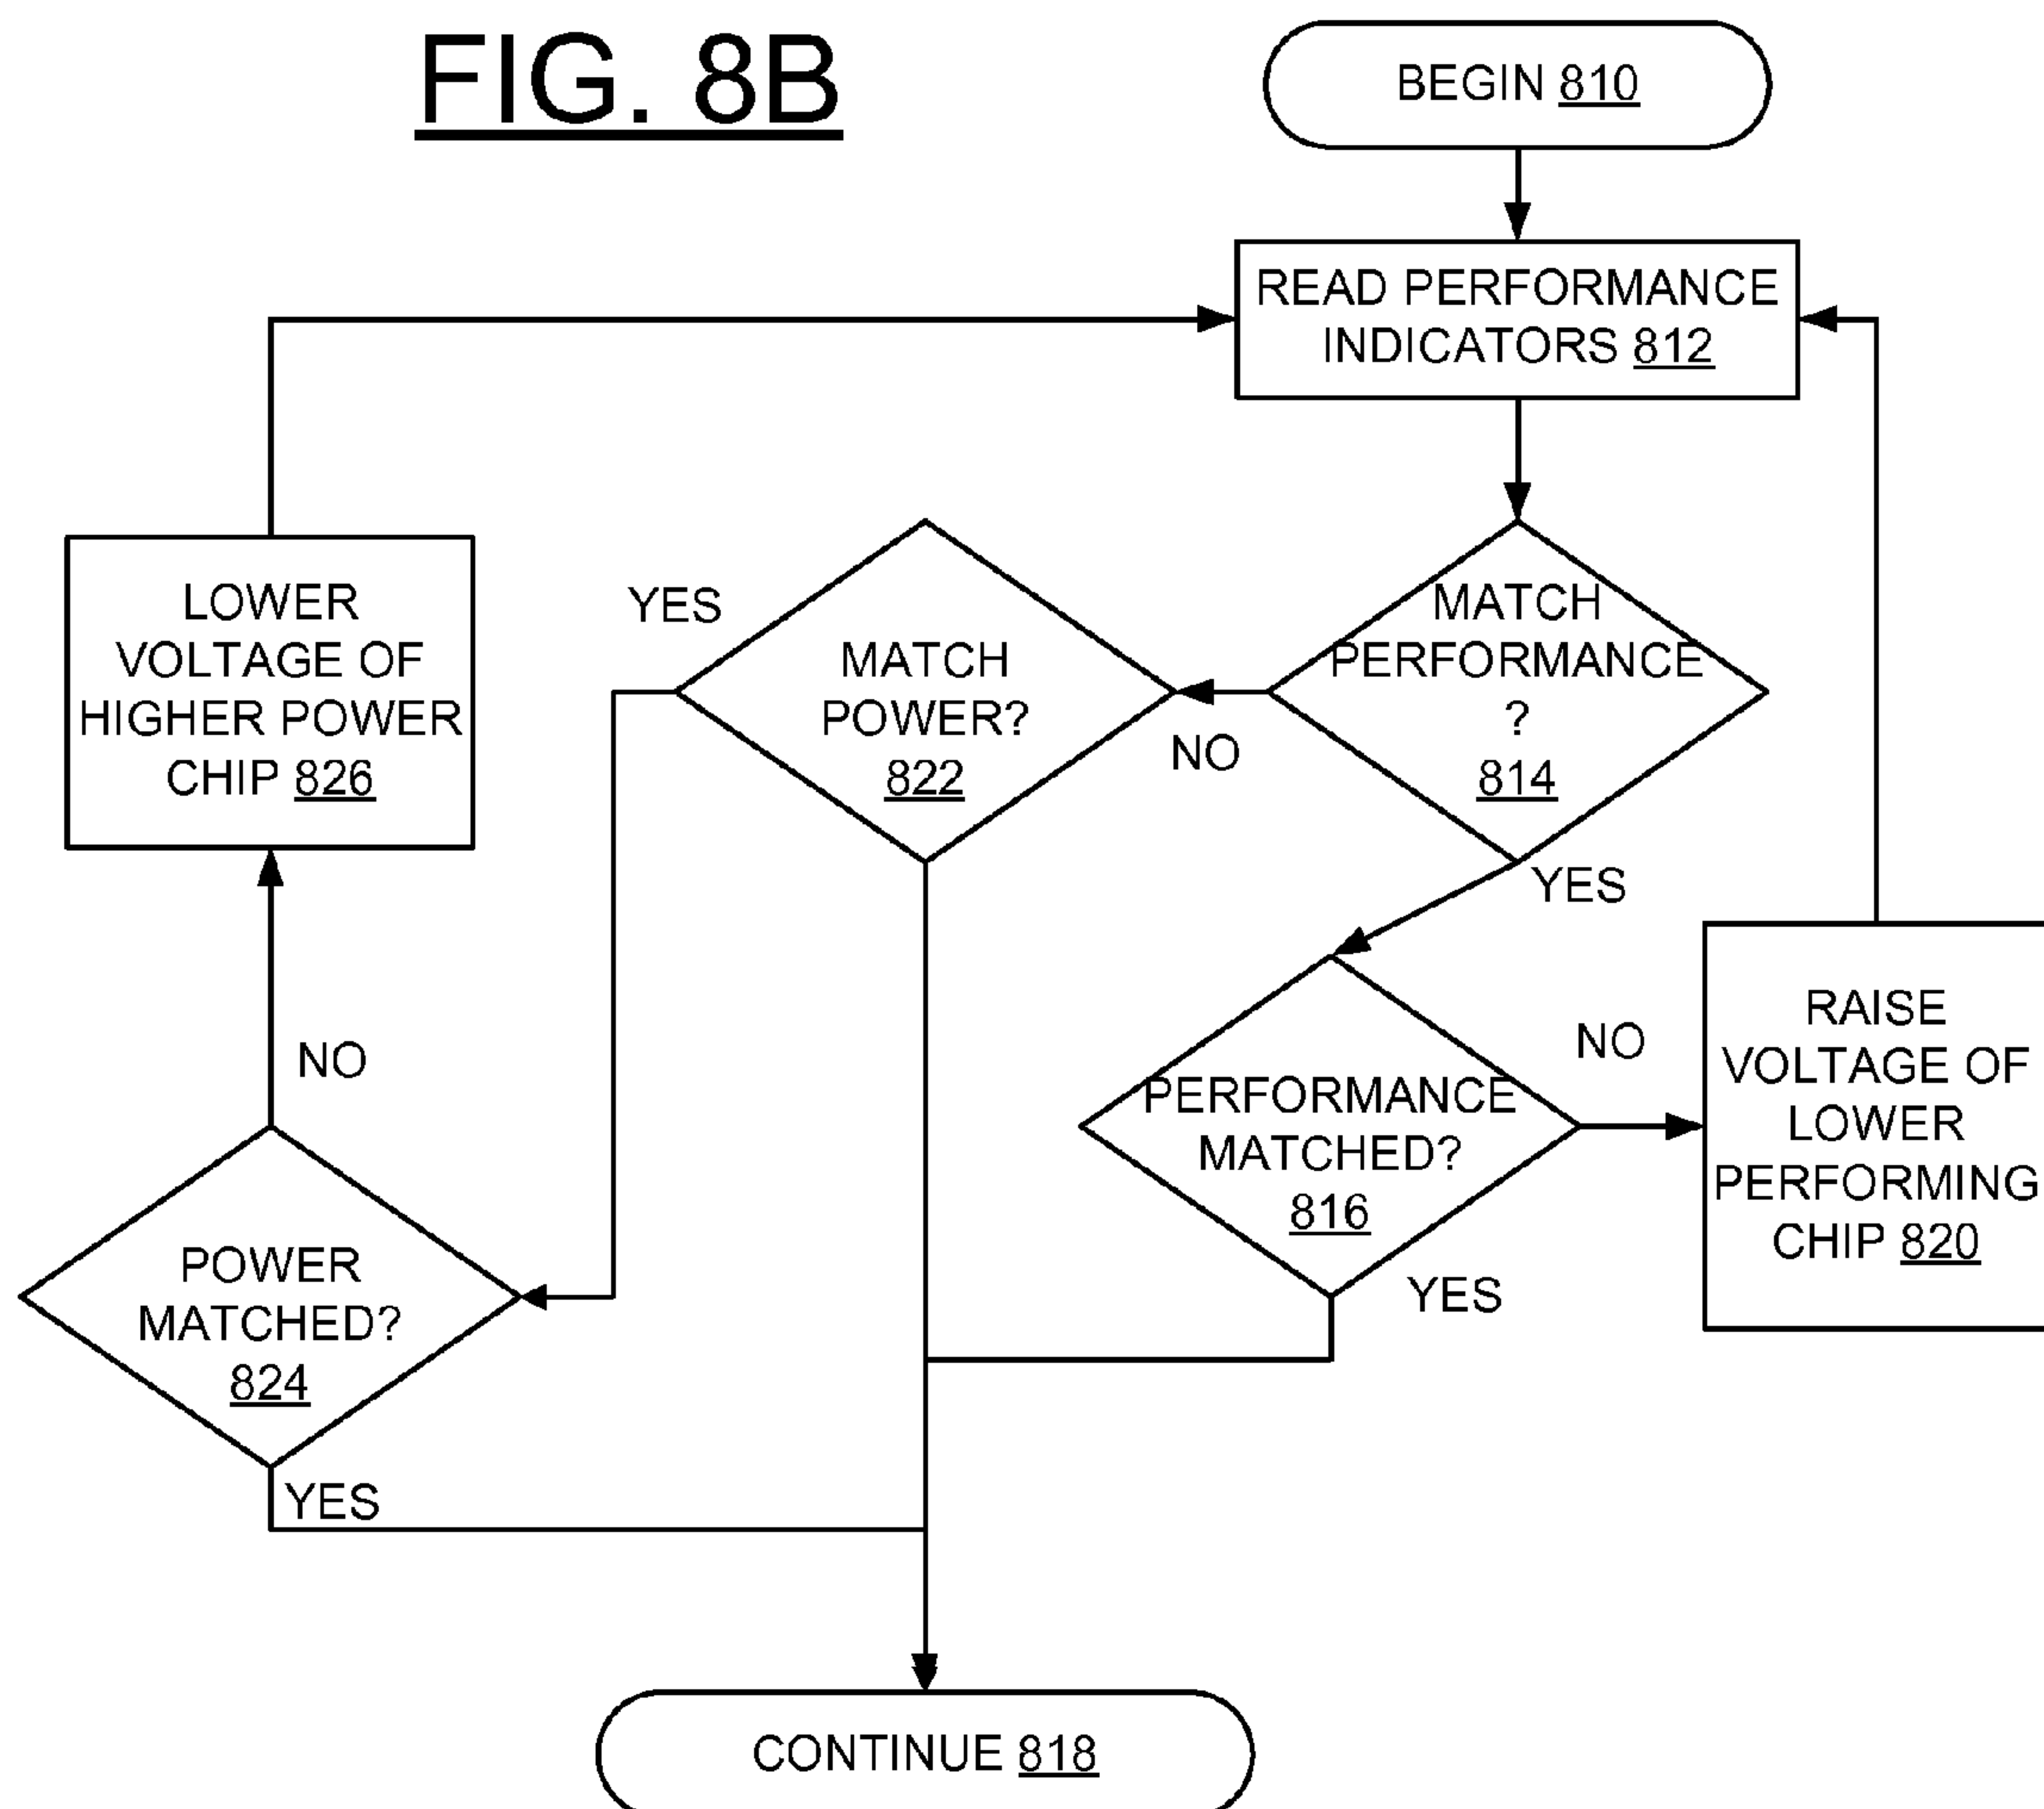 FIG. 8B
BEGIN 810
READ PERFORMANCE
INDICATORS 812
MATCH
PERFORMANCE
?
814
NO
YES
MATCH
POWER?
822
YES
LOWER
VOLTAGE OF
HIGHER POWER
CHIP 826
NO
POWER
MATCHED?
824
YES
PERFORMANCE
MATCHED?
816
NO
YES
RAISE
VOLTAGE OF
LOWER
PERFORMING
CHIP 820
CONTINUE 818